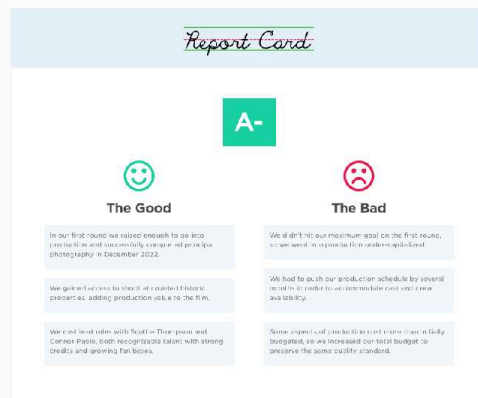 Report Card
A-
The Good
In our first round we raised enough to go into
production and successfully completed principal
photography in December 2022.
We gained access to shoot at coveted historic
properties, adding production value to the film.
We cast lead roles with Scottie Thompson and
Connor Paolo, both recognizable talent with strong
credits and growing fan bases.
The Bad
We didn't hit our maximum goal on the first round,
so we went into production undercapitalized.
We had to push our production schedule by several
months in order to accommodate cast and crew
availability.
Some aspects of production cost more than initially
budgeted, so we increased our total budget to
preserve the same quality standard.